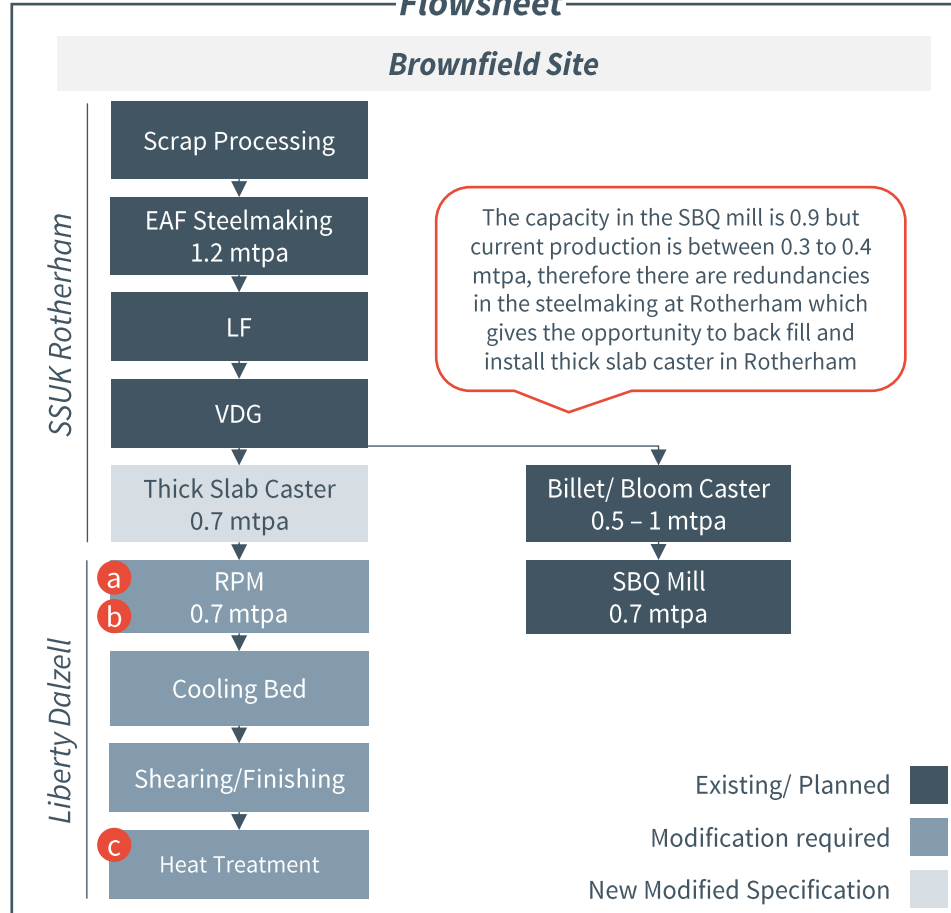 Flowsheet
Brownfield Site
SSUK Rotherham
Scrap Processing
EAF Steelmaking
1.2 mtpa
LF
VDG
Thick Slab Caster
0.7 mtpa
The capacity in the SBQ mill is 0.9 but
current production is between 0.3 to 0.4
mtpa, therefore there are redundancies
in the steelmaking at Rotherham which
gives the opportunity to back fill and
install thick slab caster in Rotherham
Billet/ Bloom Caster
0.5 – 1 mtpa
SBQ Mill
0.7 mtpa
Liberty Dalzell
a
b
RPM
0.7 mtpa
Cooling Bed
Shearing/Finishing
c
Heat Treatment
Existing/ Planned
Modification required
New Modified Specification